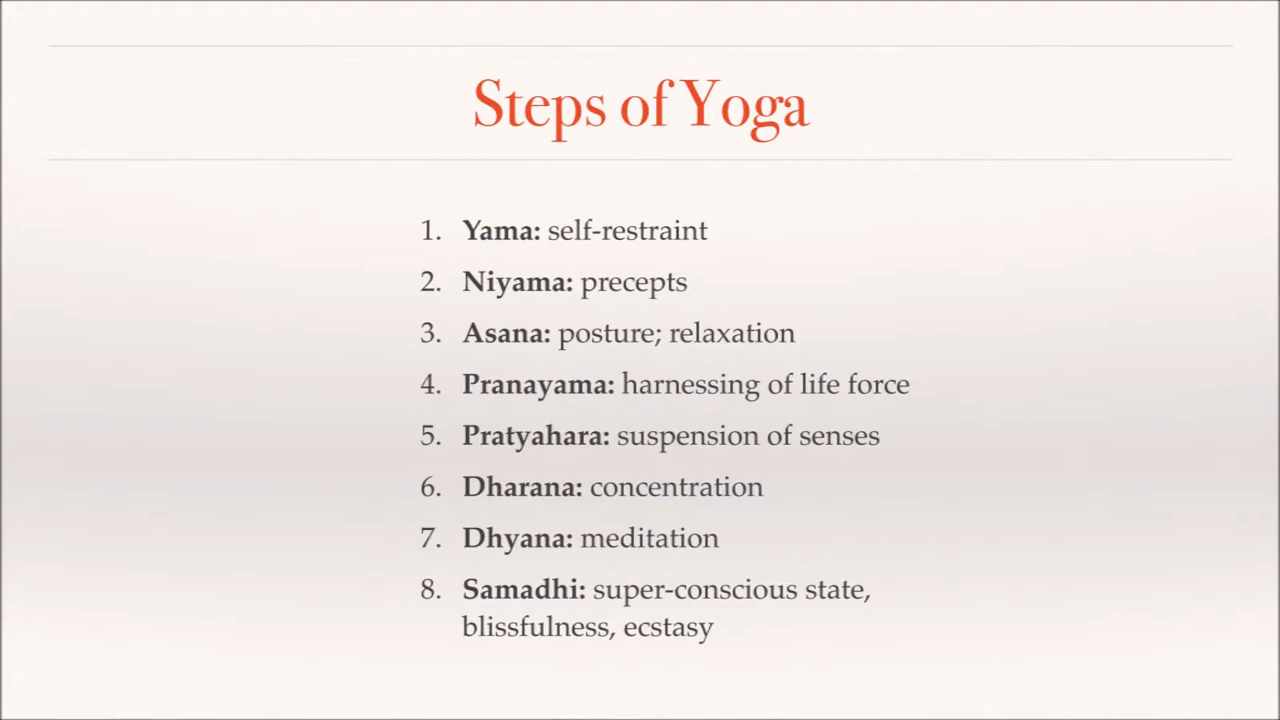 Steps of Yoga
1. Yama: self-restraint
2. Niyama: precepts
3. Asana: posture; relaxation
4. Pranayama: harnessing of life force
5. Pratyahara: suspension of senses
6. Dharana: concentration
7. Dhyana: meditation
8. Samadhi: super-conscious state,
blissfulness, ecstasy